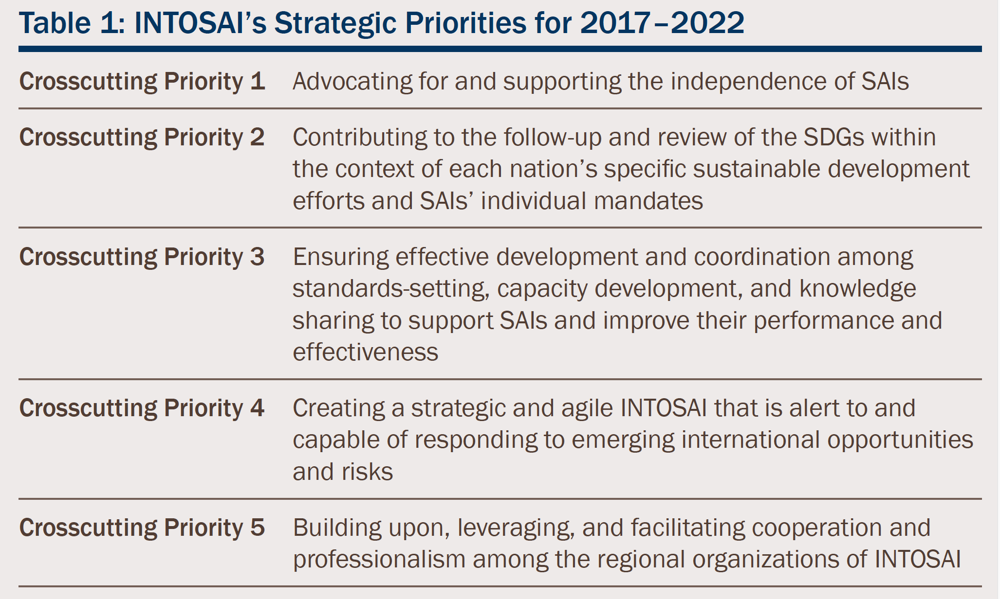 Table 1: INTOSAI’s Strategic Priorities for 2017–2022
Crosscutting Priority 1 Advocating for and supporting the independence of SAIs
Crosscutting Priority 2 Contributing to the follow-up and review of the SDGs within
the context of each nation’s specific sustainable development
efforts and SAIs’ individual mandates
Crosscutting Priority 3 Ensuring effective development and coordination among
standards-setting, capacity development, and knowledge
sharing to support SAIs and improve their performance and
effectiveness
Crosscutting Priority 4 Creating a strategic and agile INTOSAI that is alert to and
capable of responding to emerging international opportunities
and risks
Crosscutting Priority 5 Building upon, leveraging, and facilitating cooperation and
professionalism among the regional organizations of INTOSAI